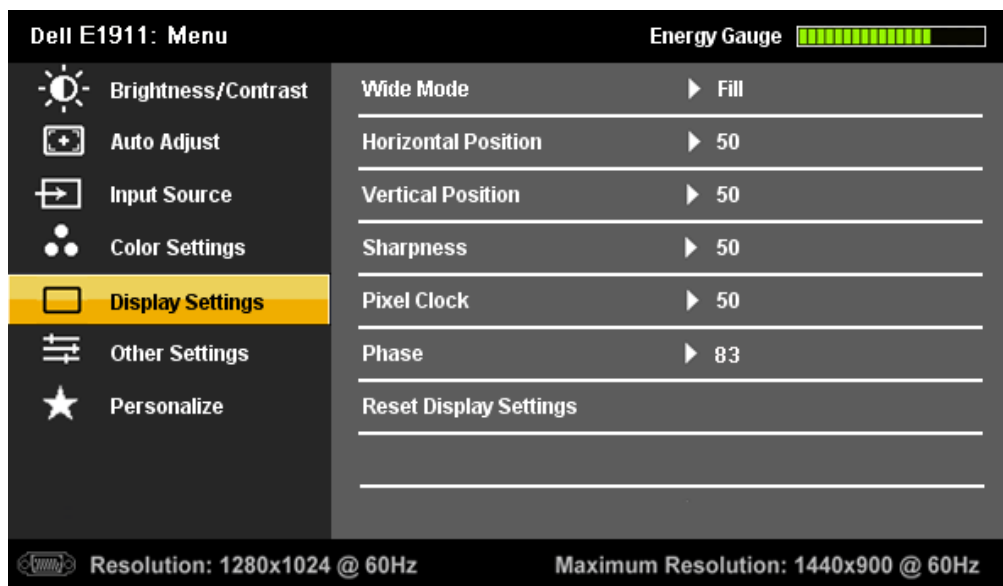 Dell E1911: Menu Energy Gauge
Brightness/Contrast Wide Mode Fill
Auto Adjust Horizontal Position 50
Input Source Vertical Position 50
Color Settings Sharpness 50
Display Settings Pixel Clock 50
Other Settings Phase 83
Personalize Reset Display Settings
Resolution: 1280x1024 @ 60Hz Maximum Resolution: 1440x900 @ 60Hz